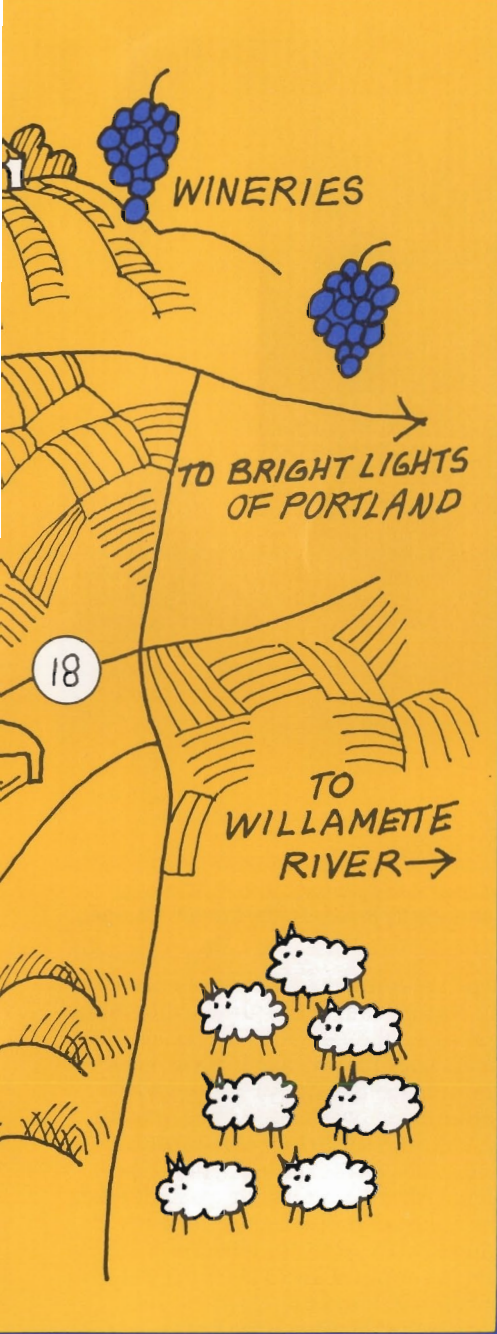 WINERIES
TO BRIGHT LIGHTS
OF PORTLAND
18
TO
WILLAMETTE
RIVER→